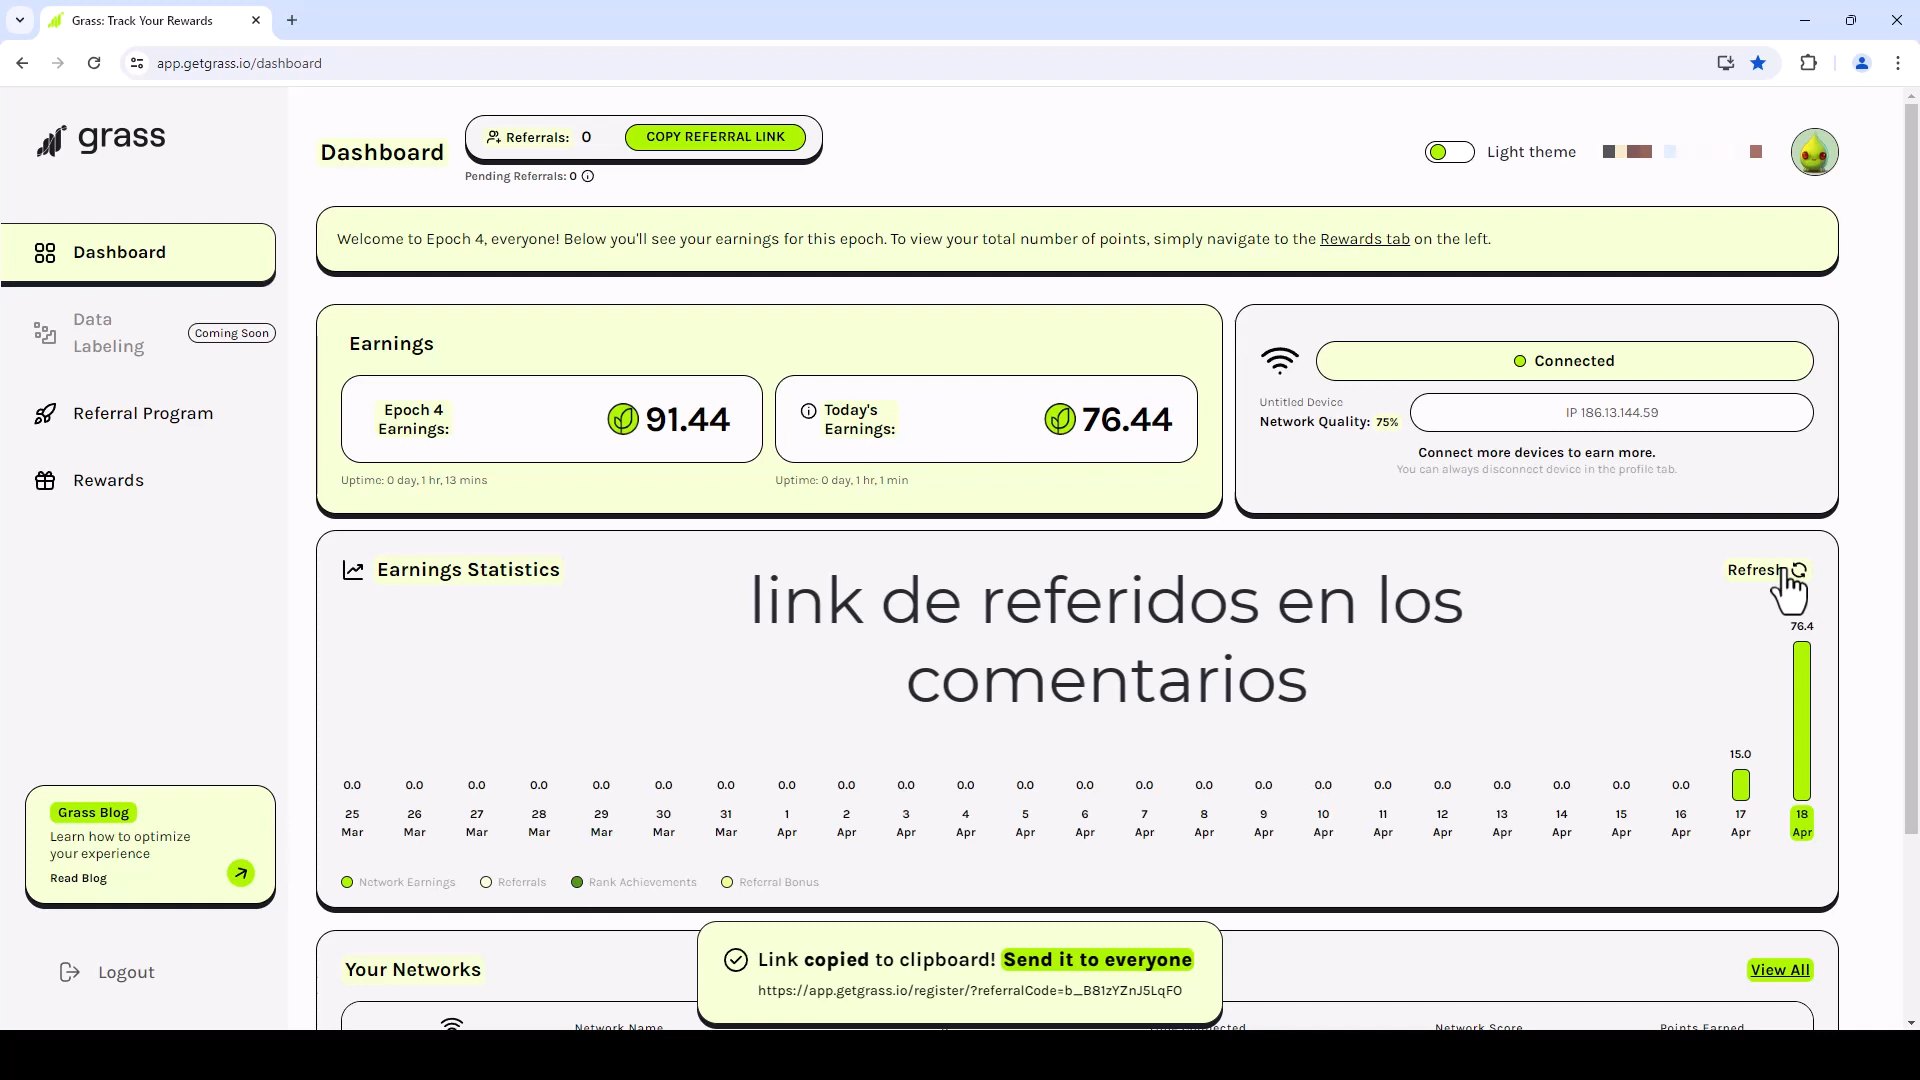 Grass: Track Your Rewards
app.getgrass.io/dashboard
grass
Dashboard
Data
Labeling
Coming Soon
Referral Program
Rewards
Grass Blog
Learn how to optimize
your experience
Read Blog
Logout
Dashboard
Referrals: 0
COPY REFERRAL LINK
Pending Referrals: 0
Light theme
Welcome to Epoch 4, everyone! Below you'll see your earnings for this epoch. To view your total number of points, simply navigate to the Rewards tab on the left.
Earnings
Epoch 4
Earnings:
91.44
Uptime: 0 day, 1 hr, 13 mins
Today's
Earnings:
76.44
Uptime: 0 day, 1 hr, 1 min
Connected
Untitled Device
Network Quality: 75%
IP 186.13.144.59
Connect more devices to earn more.
You can always disconnect device in the profile tab.
Earnings Statistics
Refresh
link de referidos en los
comentarios
76.4
15.0
0.0 0.0 0.0 0.0 0.0 0.0 0.0 0.0 0.0 0.0 0.0 0.0 0.0 0.0 0.0 0.0 0.0 0.0 0.0 0.0 0.0 0.0 0.0
25 26 27 28 29 30 31 1 2 3 4 5 6 7 8 9 10 11 12 13 14 15 16 17 18
Mar Mar Mar Mar Mar Mar Mar Apr Apr Apr Apr Apr Apr Apr Apr Apr Apr Apr Apr Apr Apr Apr Apr Apr Apr
Network Earnings
Referrals
Rank Achievements
Referral Bonus
Your Networks
View All
Link copied to clipboard! Send it to everyone
https://app.getgrass.io/register/?referralCode=b_B81zYZnJ5LqFO
Network Name
Network Score
Points Earned